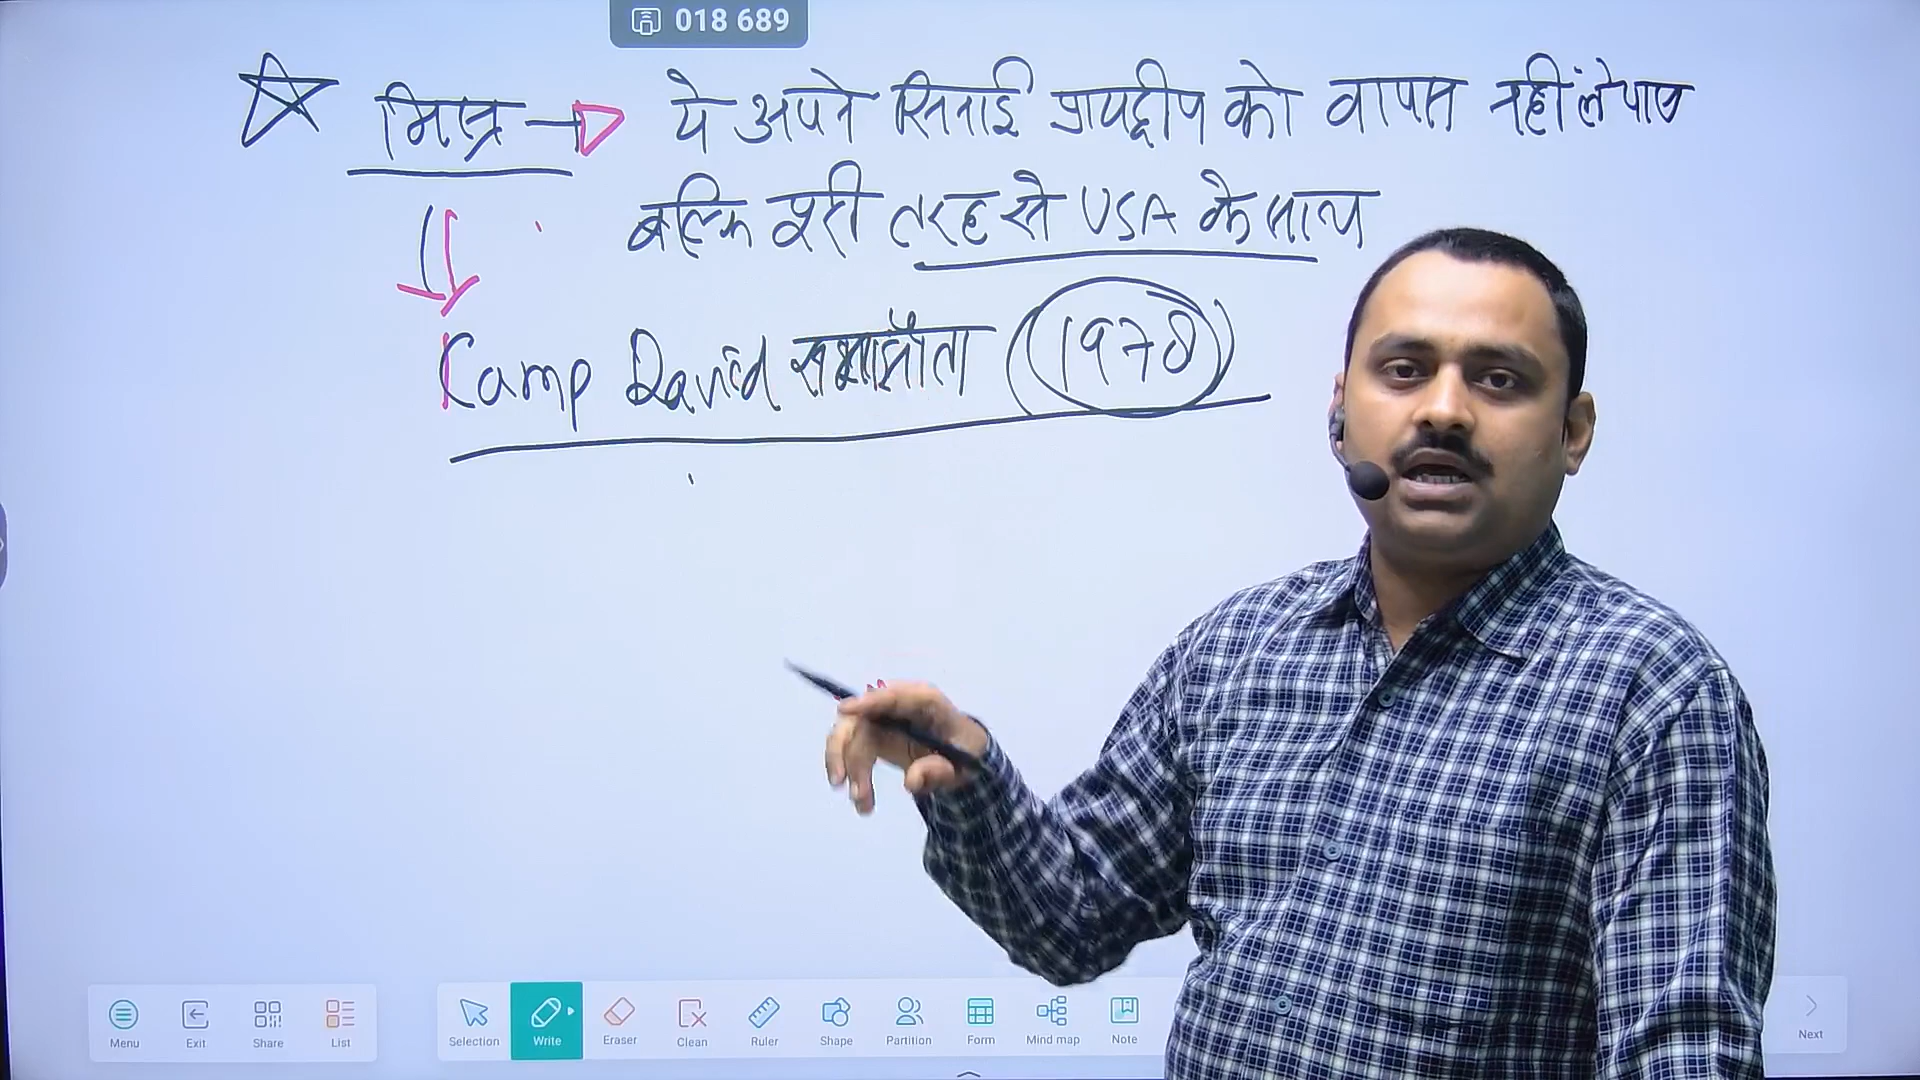 018 689
मिस्र → ये अपने सिनाई प्रायद्वीप को वापस नहीं ले पाए
बल्कि पूरी तरह से USA के साथ
Camp David समझौता (1978)
Menu Exit Share List Selection Write Eraser Clean Ruler Shape Partition Form Mind map Note Next